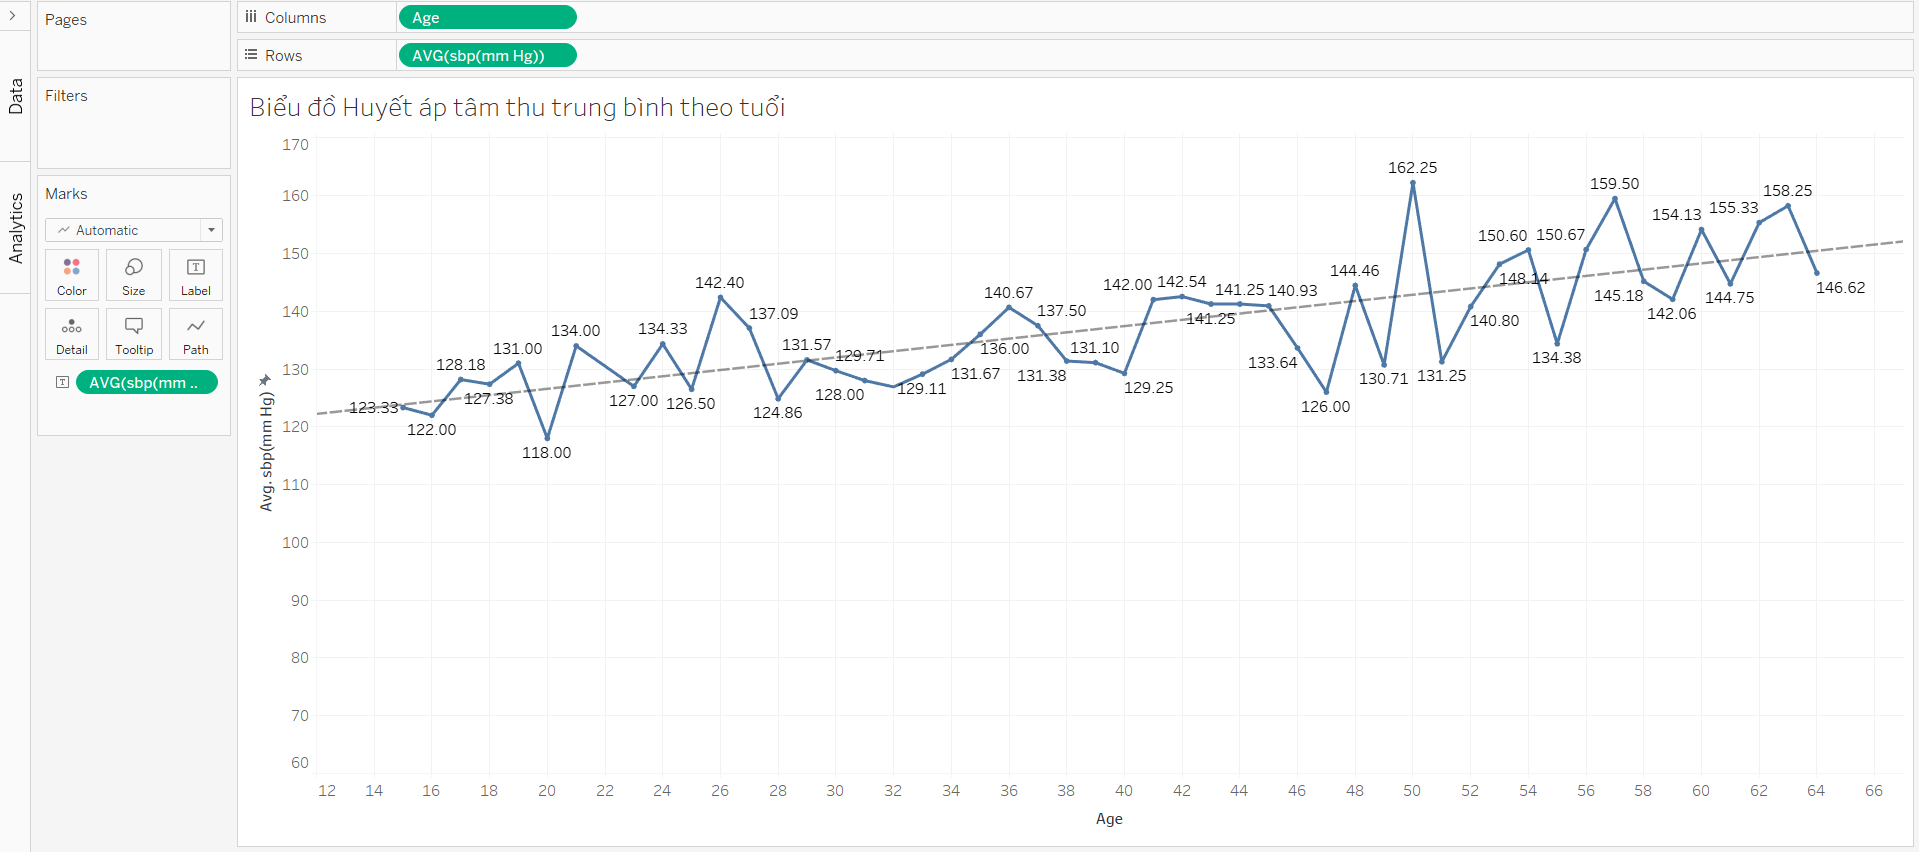 Pages
Columns
Age
Rows
AVG(sbp(mm Hg))
Data
Analytics
Filters
Marks
Automatic
Color
Size
Label
Detail
Tooltip
Path
AVG(sbp(mm ..
Biểu đồ Huyết áp tâm thu trung bình theo tuổi
Avg. sbp(mm Hg)
170
160
150
140
130
120
110
100
90
80
70
60
123.33
122.00
128.18
127.38
131.00
118.00
134.00
127.00
134.33
126.50
142.40
137.09
124.86
131.57
129.71
128.00
129.11
131.67
136.00
140.67
137.50
131.38
131.10
129.25
142.00
142.54
141.25
141.25
140.93
133.64
126.00
144.46
130.71
162.25
131.25
140.80
148.14
150.60
134.38
150.67
159.50
145.18
142.06
154.13
144.75
155.33
158.25
146.62
12 14 16 18 20 22 24 26 28 30 32 34 36 38 40 42 44 46 48 50 52 54 56 58 60 62 64 66
Age